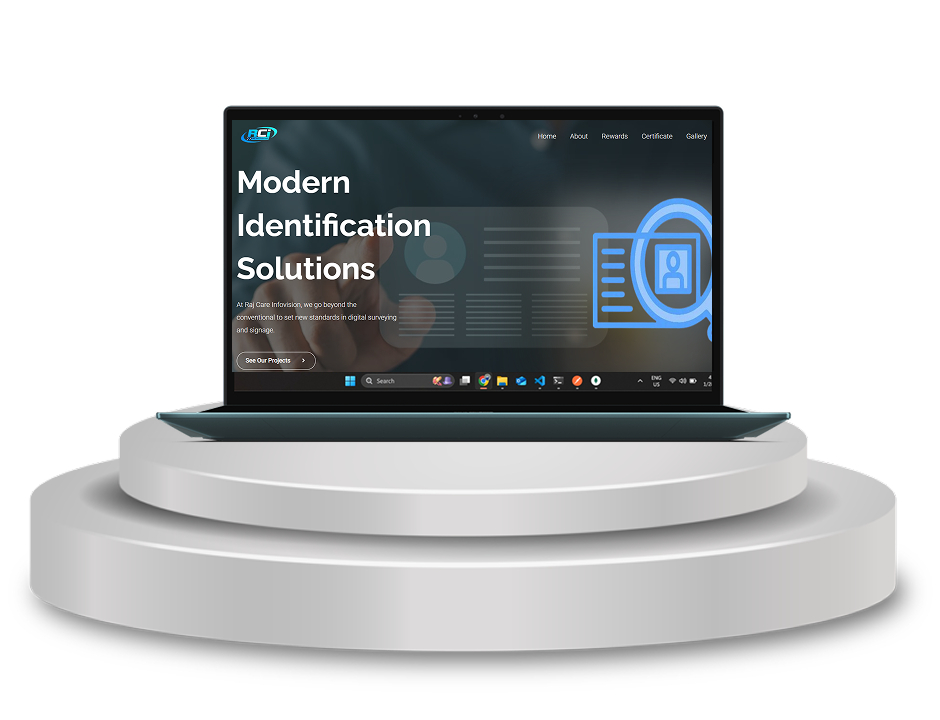 RCi
Home About Rewards Certificate Gallery
Modern
Identification
Solutions
At Raj Care Infovision, we go beyond the
conventional to set new standards in digital surveying
and signage.
See Our Projects >
Search
ENG
US